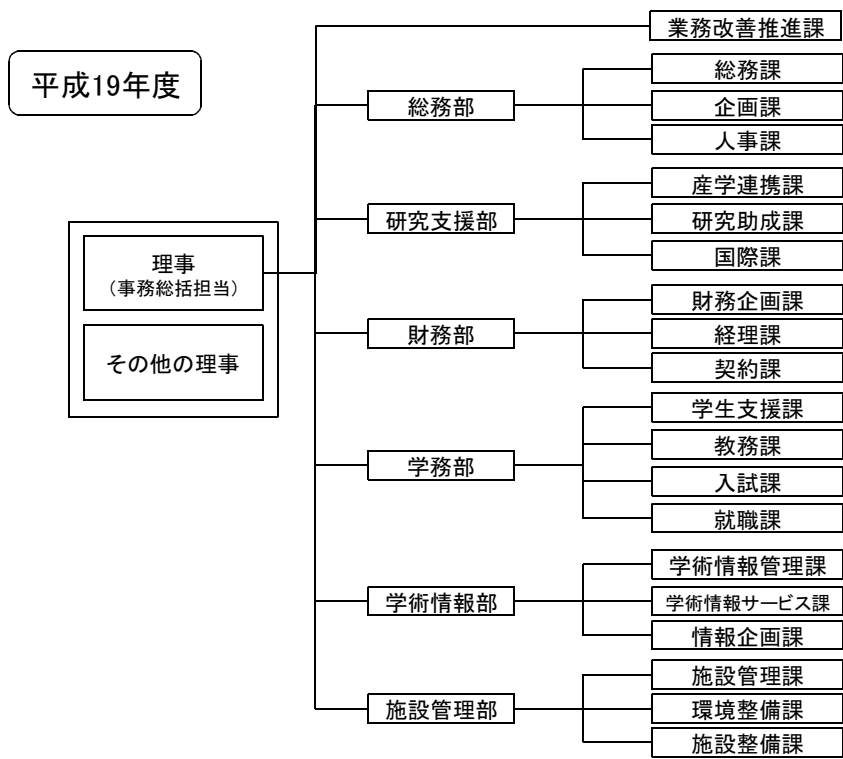 平成19年度
理事
（事務総括担当）
その他の理事
業務改善推進課
総務部
総務課
企画課
人事課
研究支援部
産学連携課
研究助成課
国際課
財務部
財務企画課
経理課
契約課
学務部
学生支援課
教務課
入試課
就職課
学術情報部
学術情報管理課
学術情報サービス課
情報企画課
施設管理部
施設管理課
環境整備課
施設整備課